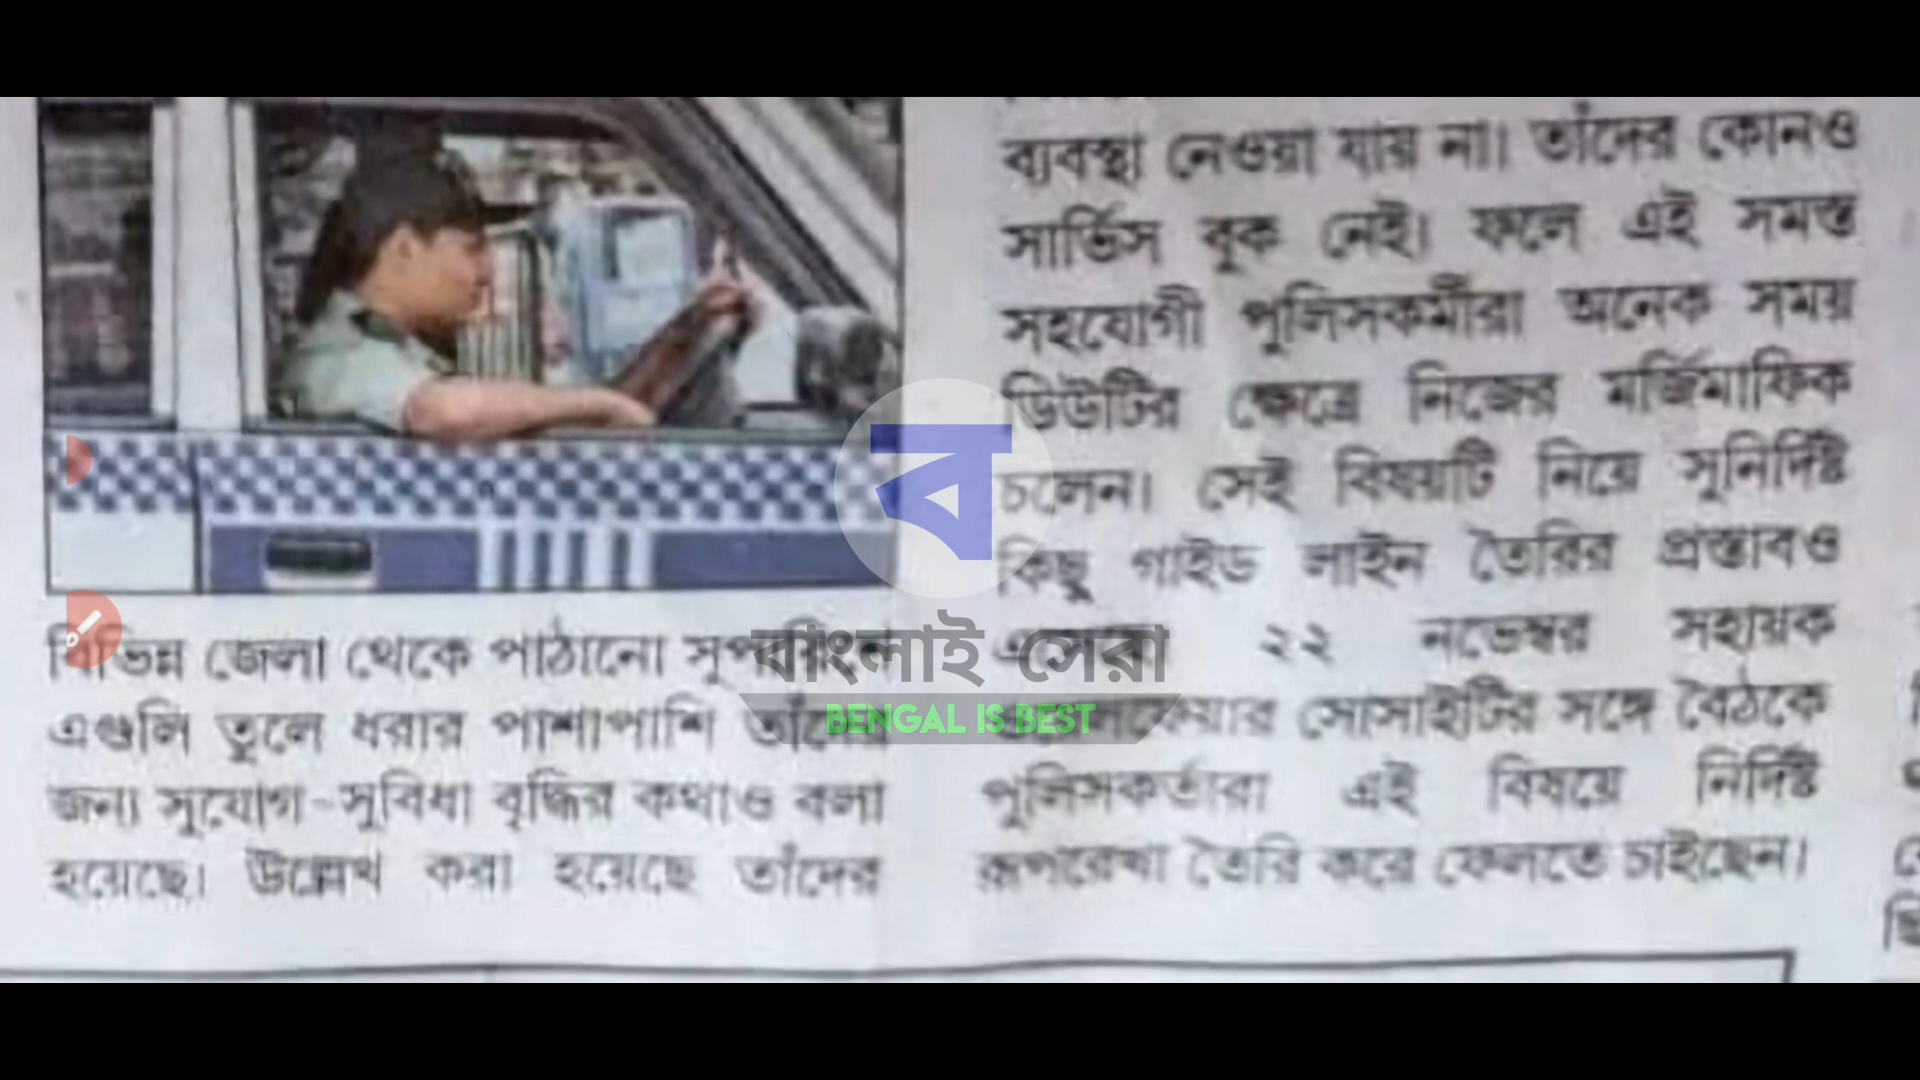 বিভিন্ন জেলা থেকে পাঠানো
এগুলি তুলে ধরার পাশাপাশি তাঁদের
জন্য সুযোগ-সুবিধা বৃদ্ধির কথাও বলা
হয়েছে। উল্লেখ করা হয়েছে তাঁদের
ব্যবস্থা নেওয়া যায় না। তাঁদের কোনও
সার্ভিস বুক নেই। ফলে এই সমস্ত
সহযোগী পুলিসকর্মীরা অনেক সময়
ডিউটির ক্ষেত্রে নিজের মর্জিমাফিক
চলেন। সেই বিষয়টি নিয়ে সুনির্দিষ্ট
কিছু গাইড লাইন তৈরির প্রস্তাবও
এসেছে। ২২ নভেম্বর সহায়ক
সোসাইটির সঙ্গে বৈঠকে
পুলিসকর্তারা এই বিষয়ে নির্দিষ্ট
রূপরেখা তৈরি করে ফেলতে চাইছেন।
ব
বাংলাই সেরা
BENGAL IS BEST